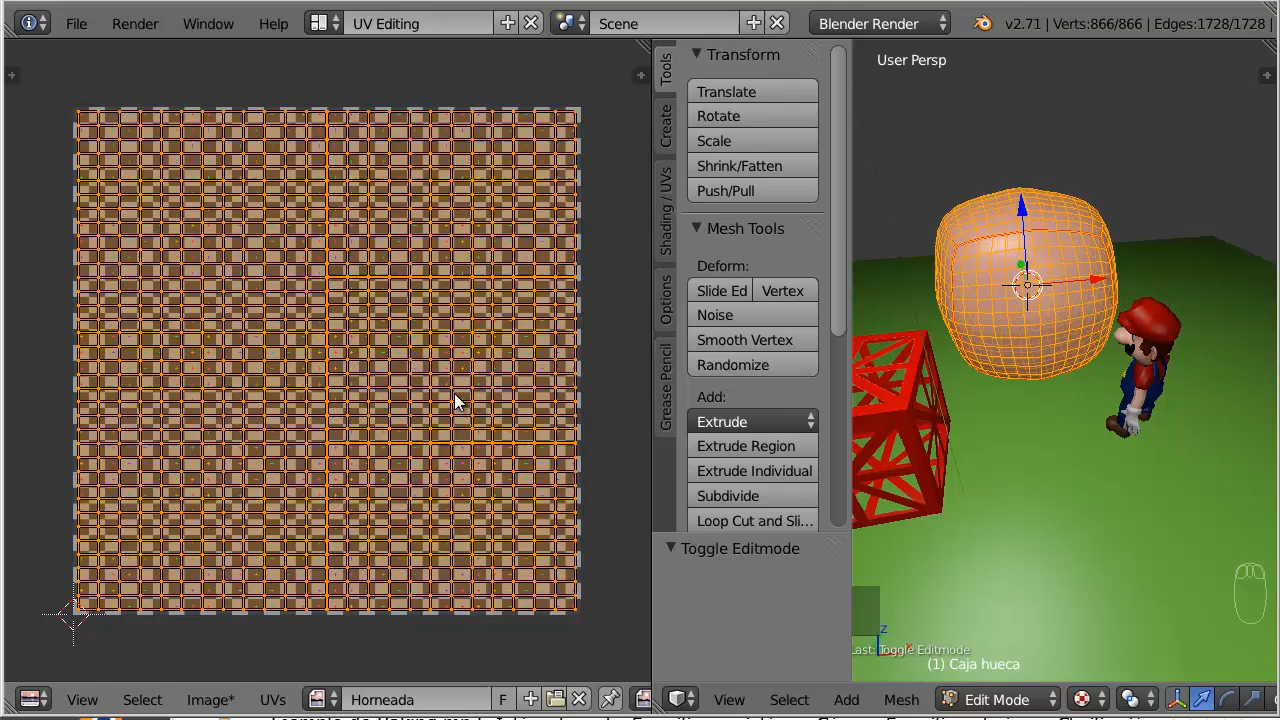 File Render Window Help UV Editing Scene Blender Render v2.71 | Verts:866/866 | Edges:1728/1728 |
Tools
Create
Shading / UVs
Options
Grease Pencil
Transform
Translate
Rotate
Scale
Shrink/Fatten
Push/Pull
Mesh Tools
Deform:
Slide Ed Vertex
Noise
Smooth Vertex
Randomize
Add:
Extrude
Extrude Region
Extrude Individual
Subdivide
Loop Cut and Sli...
Toggle Editmode
User Persp
Z
Last: Toggle Editmode
(1) Caja hueca
View Select Image* UVs Horneada F
View Select Add Mesh Edit Mode